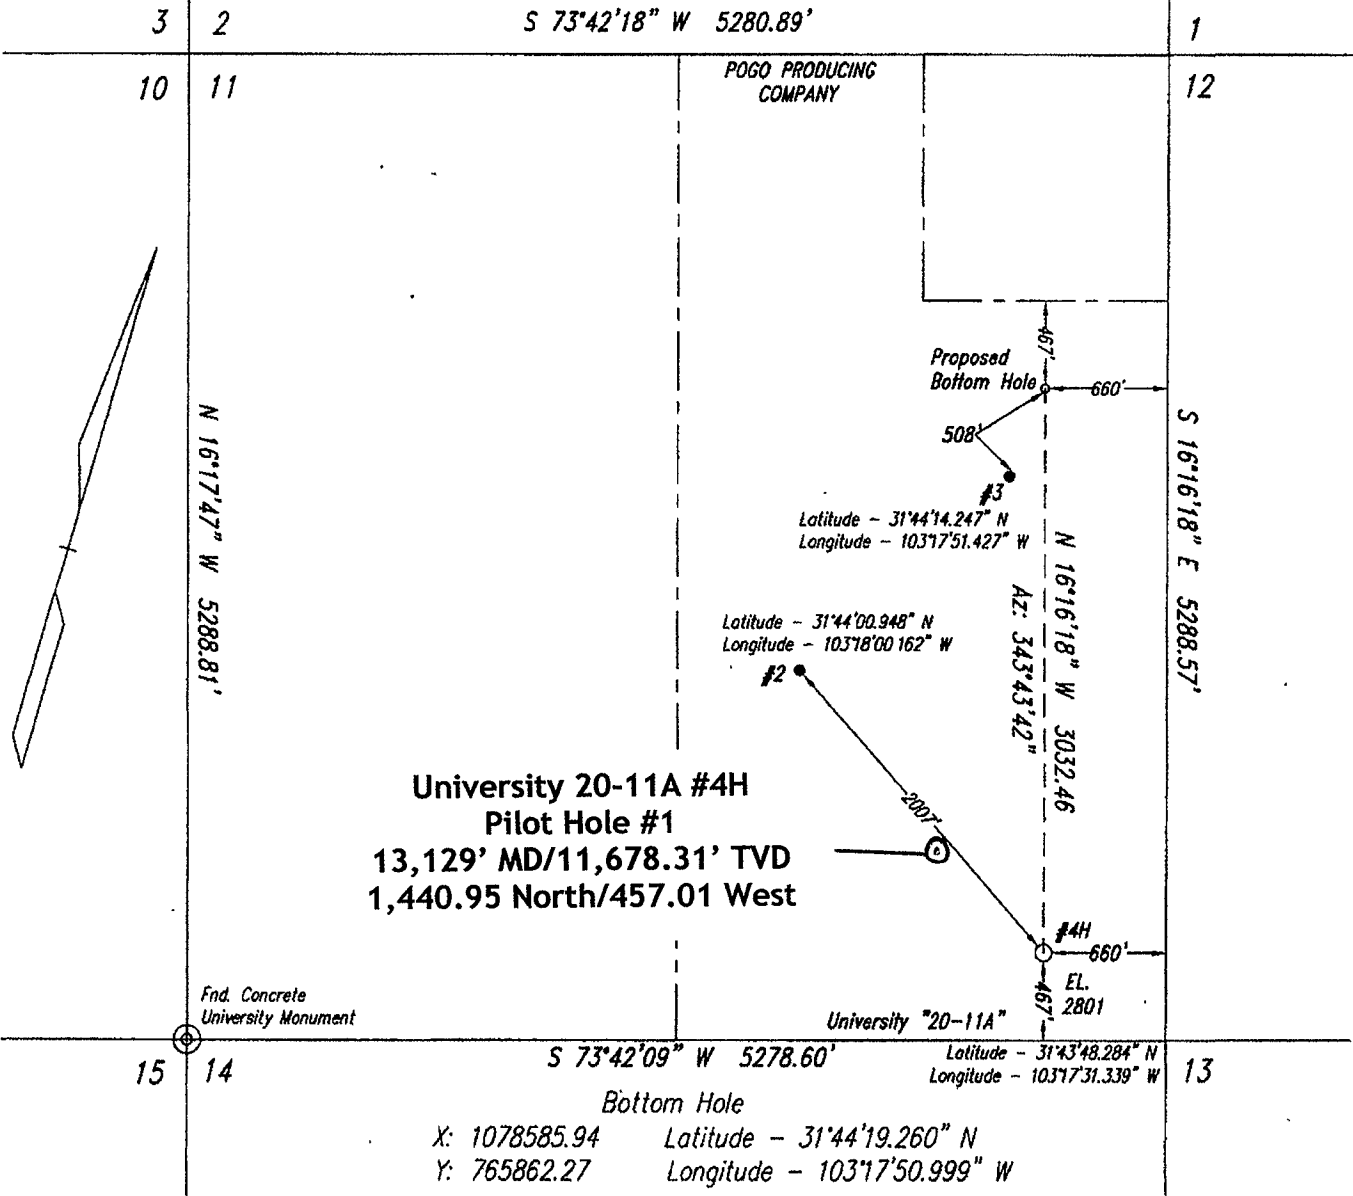 3 2
S 73°42'18" W 5280.89'
1
10 11
POGO PRODUCING
COMPANY
12
467'
Proposed
Bottom Hole
660'
508'
#3
Latitude - 31°44'14.247" N
Longitude - 103°17'51.427" W
N 16°17'47" W 5288.81'
S 16°16'18" E 5288.57'
N 16°16'18" W 3032.46
Az: 343°43'42"
Latitude - 31°44'00.948" N
Longitude - 103°18'00.162" W
#2
2007'
University 20-11A #4H
Pilot Hole #1
13,129' MD/11,678.31' TVD
1,440.95 North/457.01 West
#4H
660'
EL.
2801
467'
Fnd. Concrete
University Monument
University "20-11A"
S 73°42'09" W 5278.60'
Latitude - 31°43'48.284" N
Longitude - 103°17'31.339" W
15 14
13
Bottom Hole
X: 1078585.94 Latitude - 31°44'19.260" N
Y: 765862.27 Longitude - 103°17'50.999" W